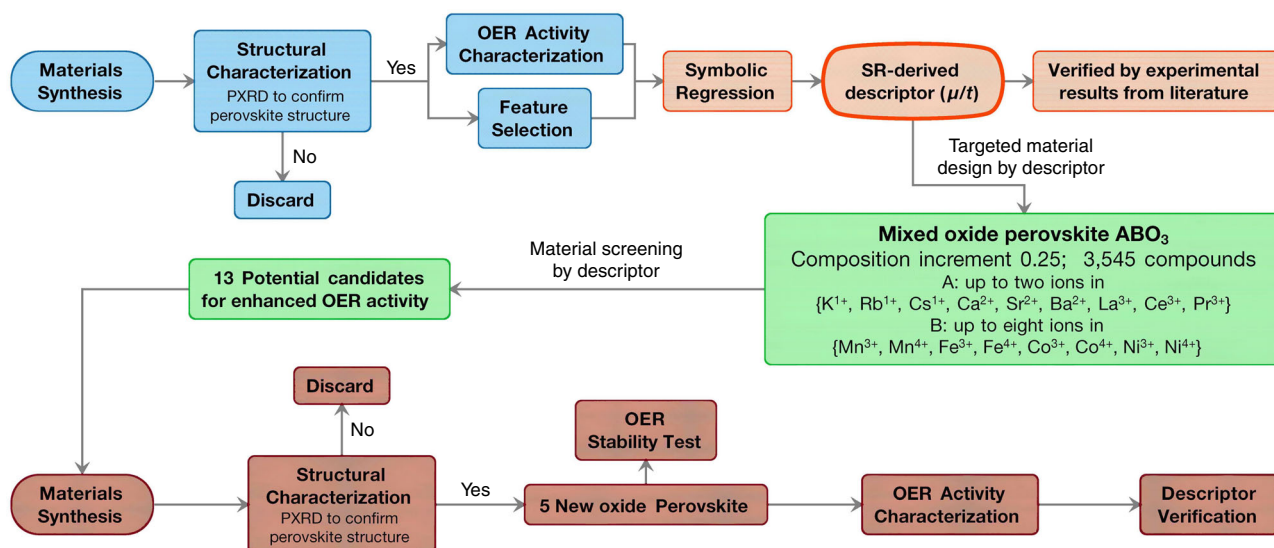 Materials
Synthesis
Structural
Characterization
PXRD to confirm
perovskite structure
Yes
No
Discard
OER Activity
Characterization
Feature
Selection
Symbolic
Regression
SR-derived
descriptor (μ/t)
Verified by experimental
results from literature
Targeted material
design by descriptor
Mixed oxide perovskite ABO₃
Composition increment 0.25; 3,545 compounds
A: up to two ions in
{K¹⁺, Rb¹⁺, Cs¹⁺, Ca²⁺, Sr²⁺, Ba²⁺, La³⁺, Ce³⁺, Pr³⁺}
B: up to eight ions in
{Mn³⁺, Mn⁴⁺, Fe³⁺, Fe⁴⁺, Co³⁺, Co⁴⁺, Ni³⁺, Ni⁴⁺}
Material screening
by descriptor
13 Potential candidates
for enhanced OER activity
Materials
Synthesis
Structural
Characterization
PXRD to confirm
perovskite structure
No
Discard
Yes
5 New oxide Perovskite
OER
Stability Test
OER Activity
Characterization
Descriptor
Verification